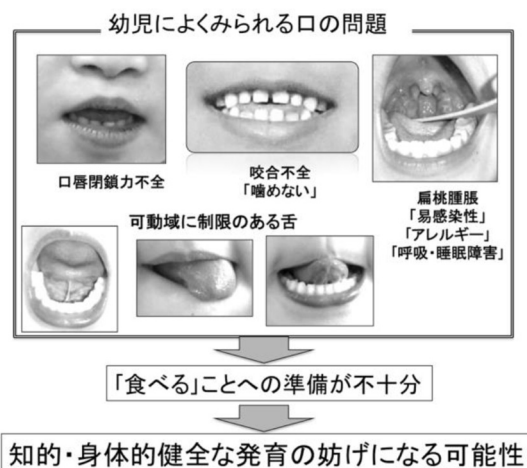 幼児によくみられる口の問題
口唇閉鎖力不全
咬合不全
「噛めない」
扁桃腫脹
「易感染性」
「アレルギー」
「呼吸・睡眠障害」
可動域に制限のある舌
「食べる」ことへの準備が不十分
知的・身体的健全な発育の妨げになる可能性